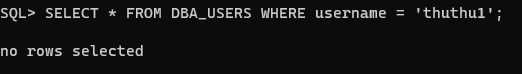 SQL> SELECT * FROM DBA_USERS WHERE username = 'thuthu1';
no rows selected